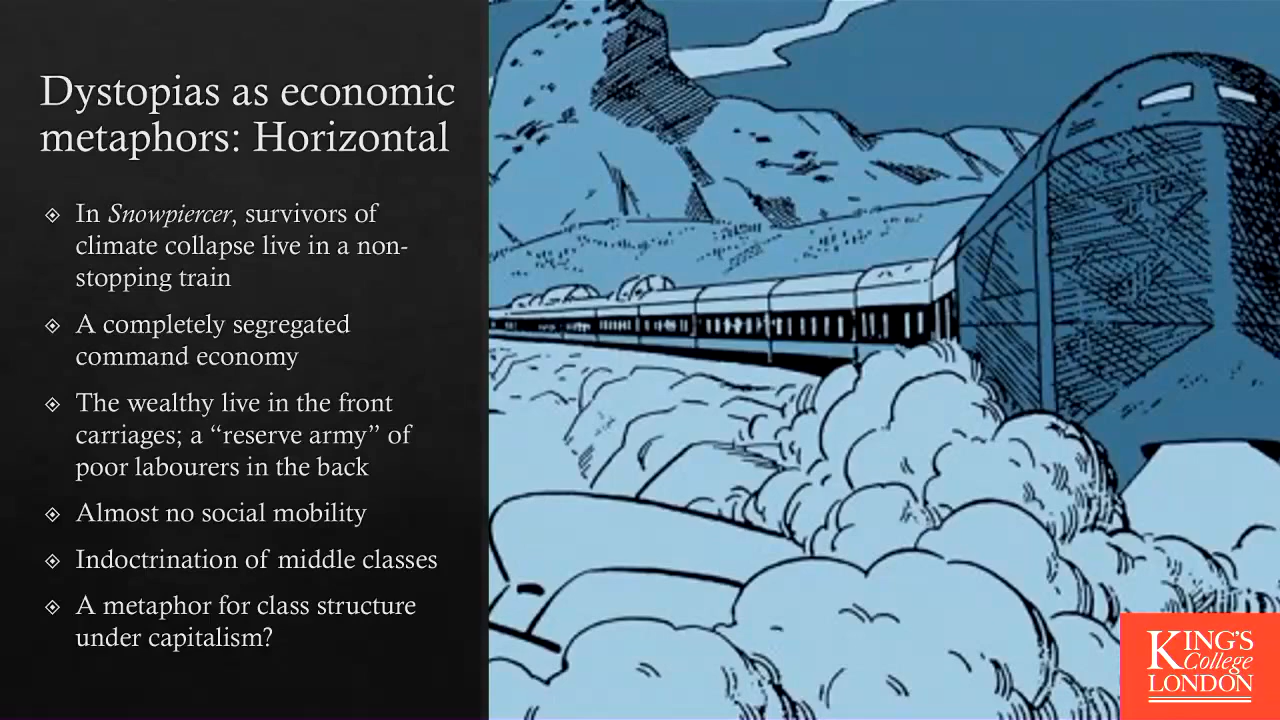 Dystopias as economic
metaphors: Horizontal
In Snowpiercer, survivors of
climate collapse live in a non-
stopping train
A completely segregated
command economy
The wealthy live in the front
carriages; a “reserve army” of
poor labourers in the back
Almost no social mobility
Indoctrination of middle classes
A metaphor for class structure
under capitalism?
KING'S
College
LONDON